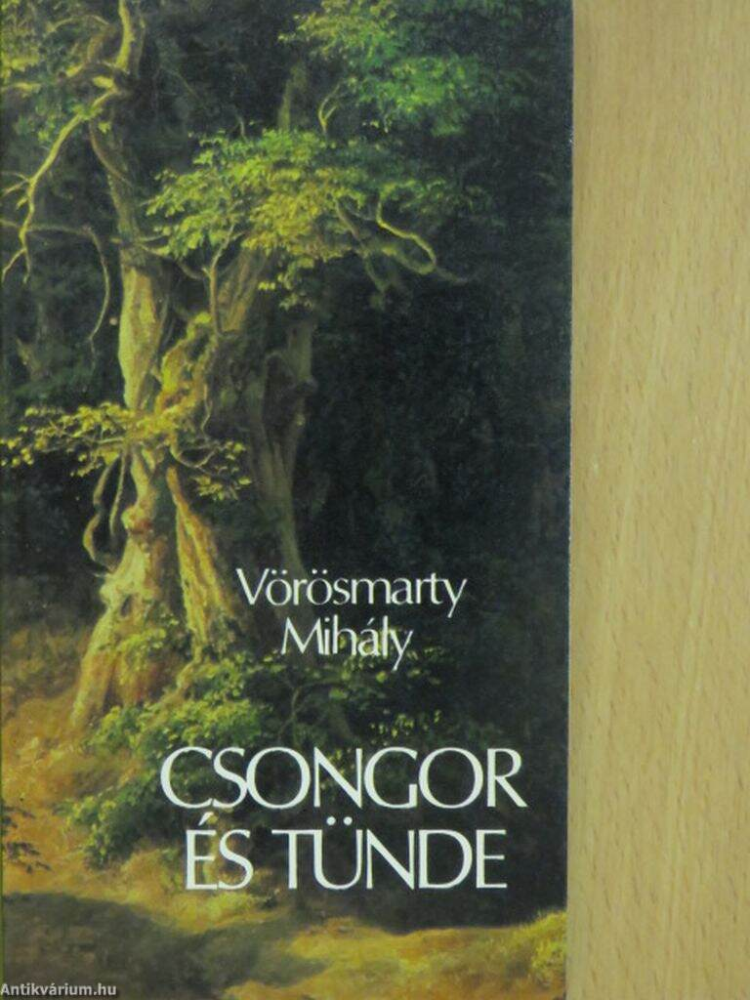 Vörösmarty
Mihály
CSONGOR
ÉS TÜNDE
Antikvárium.hu